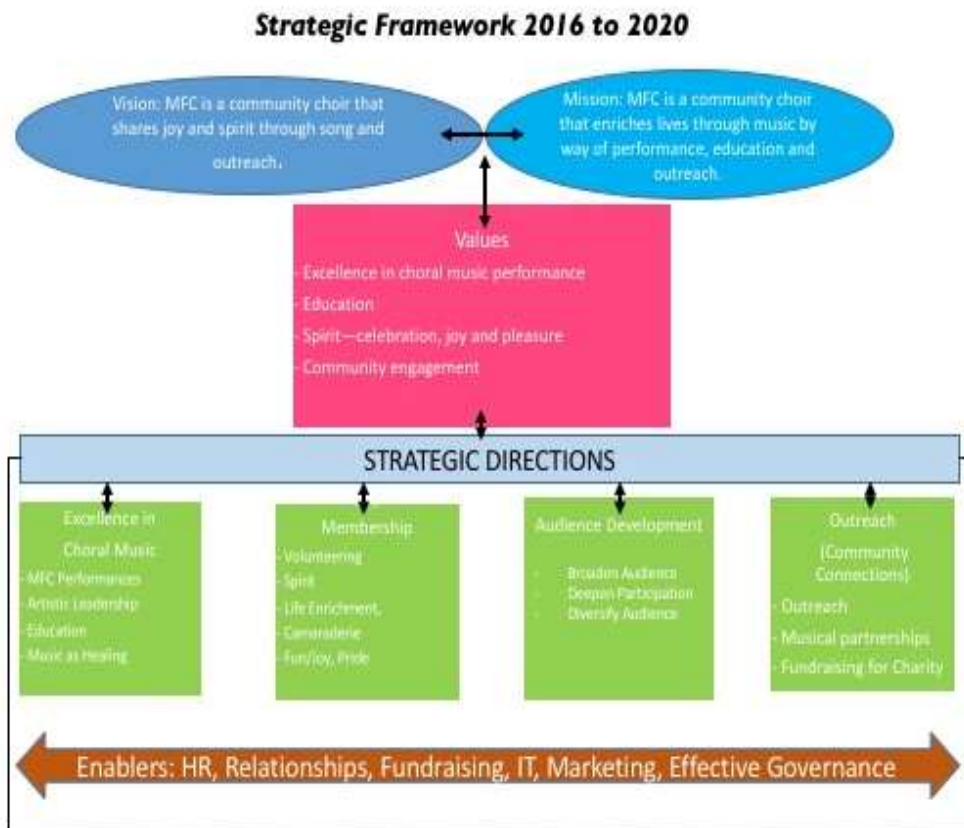 Strategic Framework 2016 to 2020
Vision: MFC is a community choir that
shares joy and spirit through song and
outreach.
Mission: MFC is a community choir
that enriches lives through music by
way of performance, education and
outreach.
Values
- Excellence in choral music performance
- Education
- Spirit—celebration, joy and pleasure
- Community engagement
STRATEGIC DIRECTIONS
Excellence in
Choral Music
- MFC Performances
- Artistic Leadership
- Education
- Music as Healing
Membership
- Volunteering
- Spirit
- Life Enrichment,
- Camaraderie
- Fun/Joy, Pride
Audience Development
- Broaden Audience
- Deepen Participation
- Diversify Audience
Outreach
(Community
Connections)
- Outreach
- Musical partnerships
- Fundraising for Charity
Enablers: HR, Relationships, Fundraising, IT, Marketing, Effective Governance